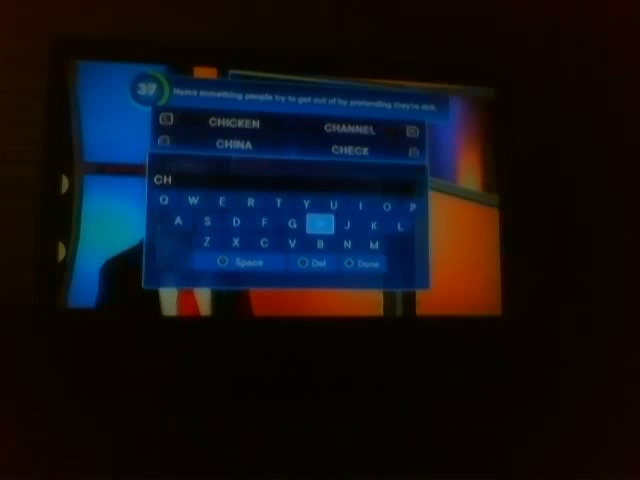 37 Name something people try to get out of by pretending they're sick.
CHICKEN CHANNEL
CHINA CHECK
CH
Q W E R T Y U I O P
A S D F G H J K L
Z X C V B N M
Space Del Done